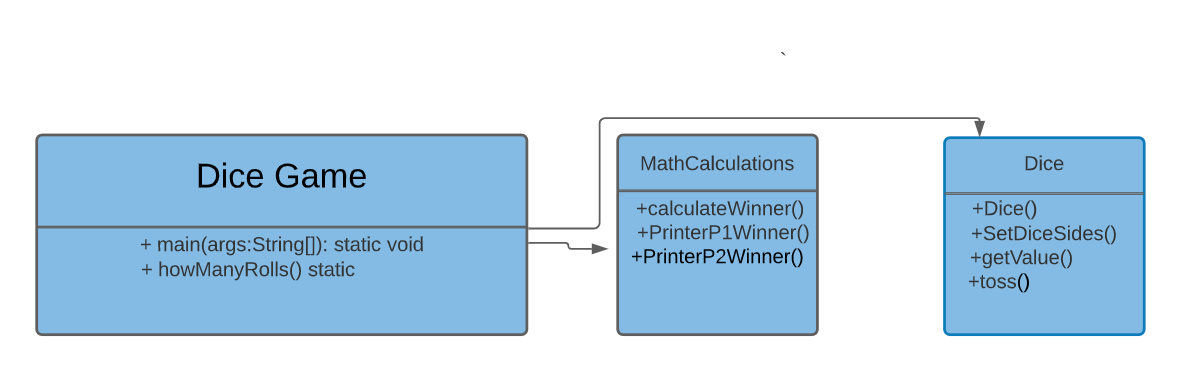 `
Dice Game
+ main(args:String[]): static void
+ howManyRolls() static
MathCalculations
+calculateWinner()
+PrinterP1Winner()
+PrinterP2Winner()
Dice
+Dice()
+SetDiceSides()
+getValue()
+toss()